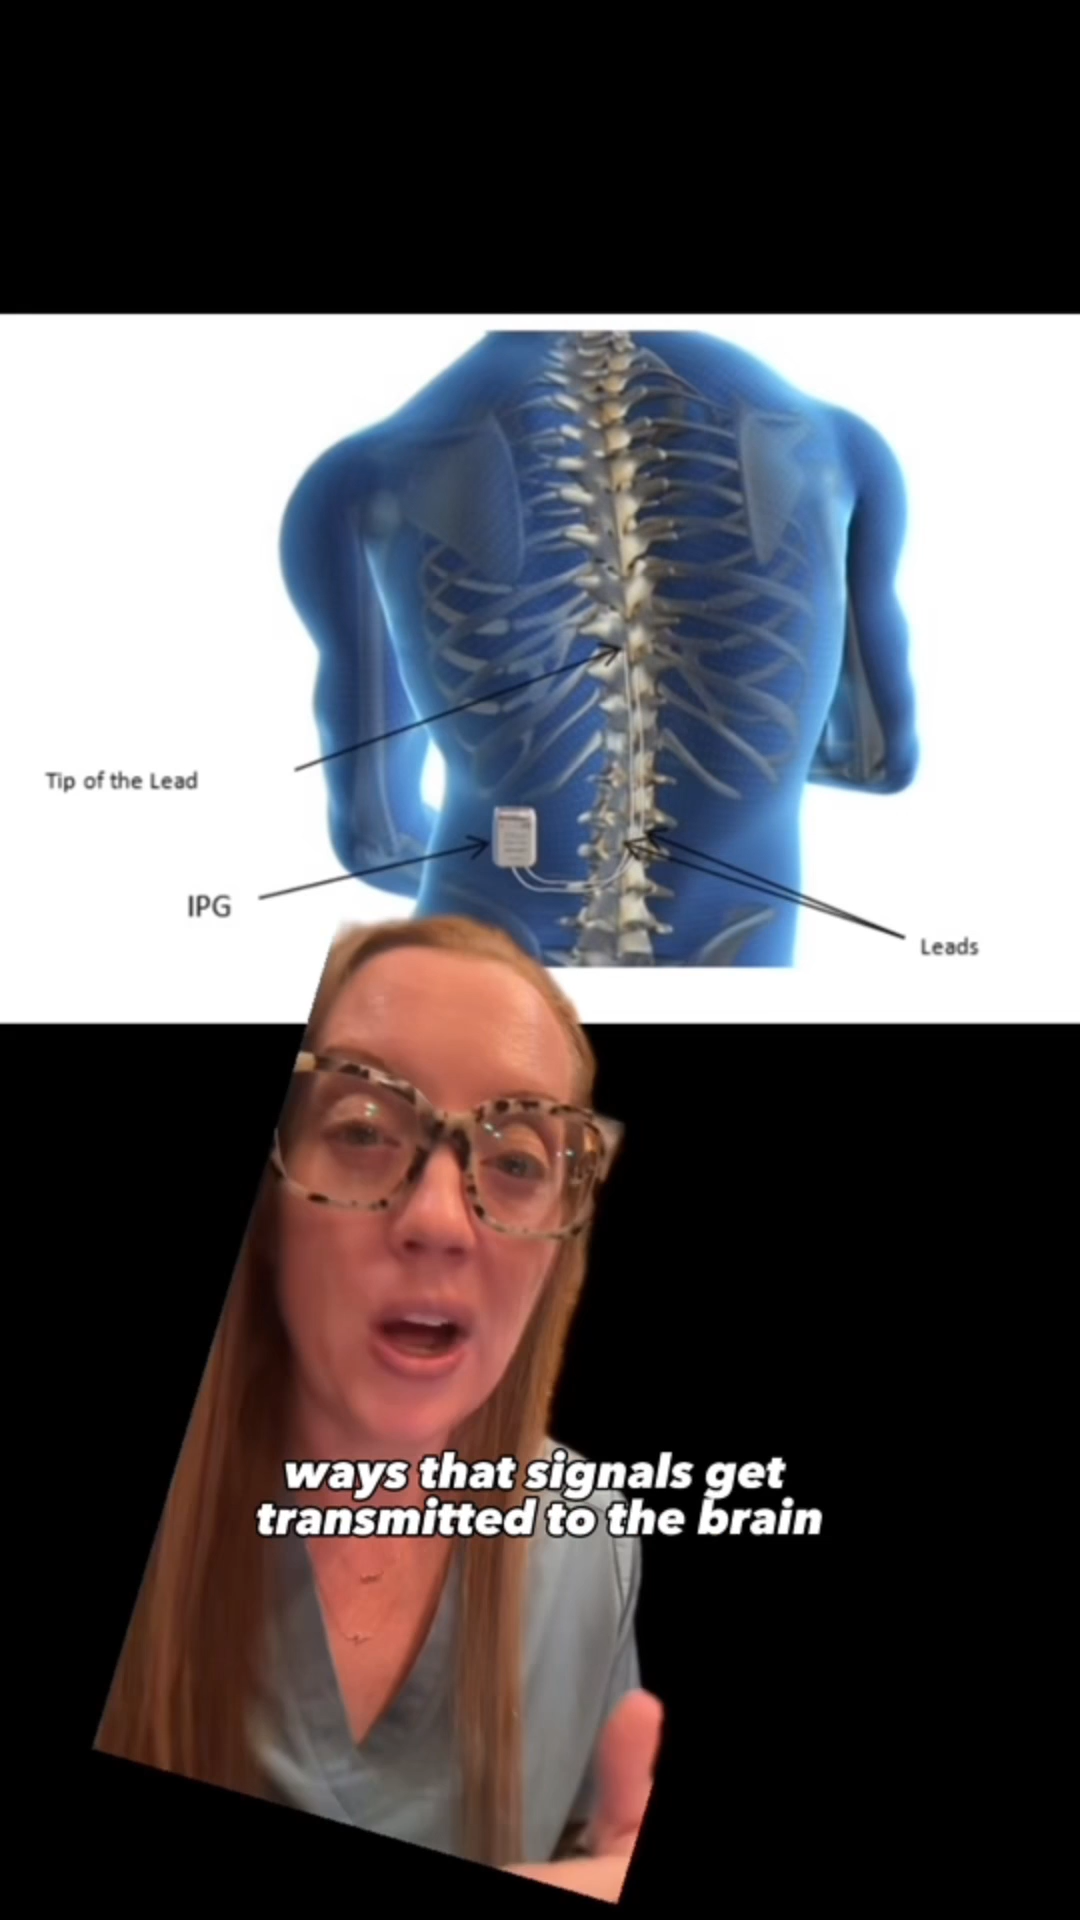 Tip of the Lead
IPG
Leads
ways that signals get
transmitted to the brain